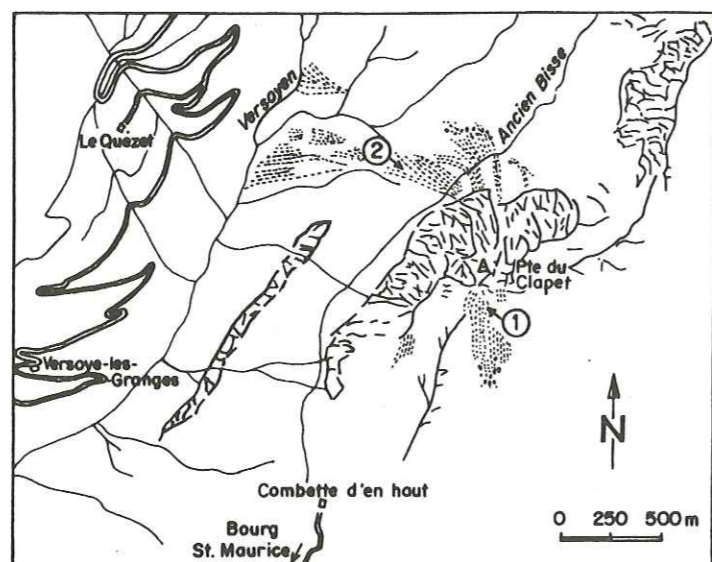 Le Quezet
Versoyen
Ancien Bisse
2
A
Pte du
Clapet
1
Versoye-les-
Granges
N
Combette d'en haut
Bourg
St. Maurice
0 250 500 m